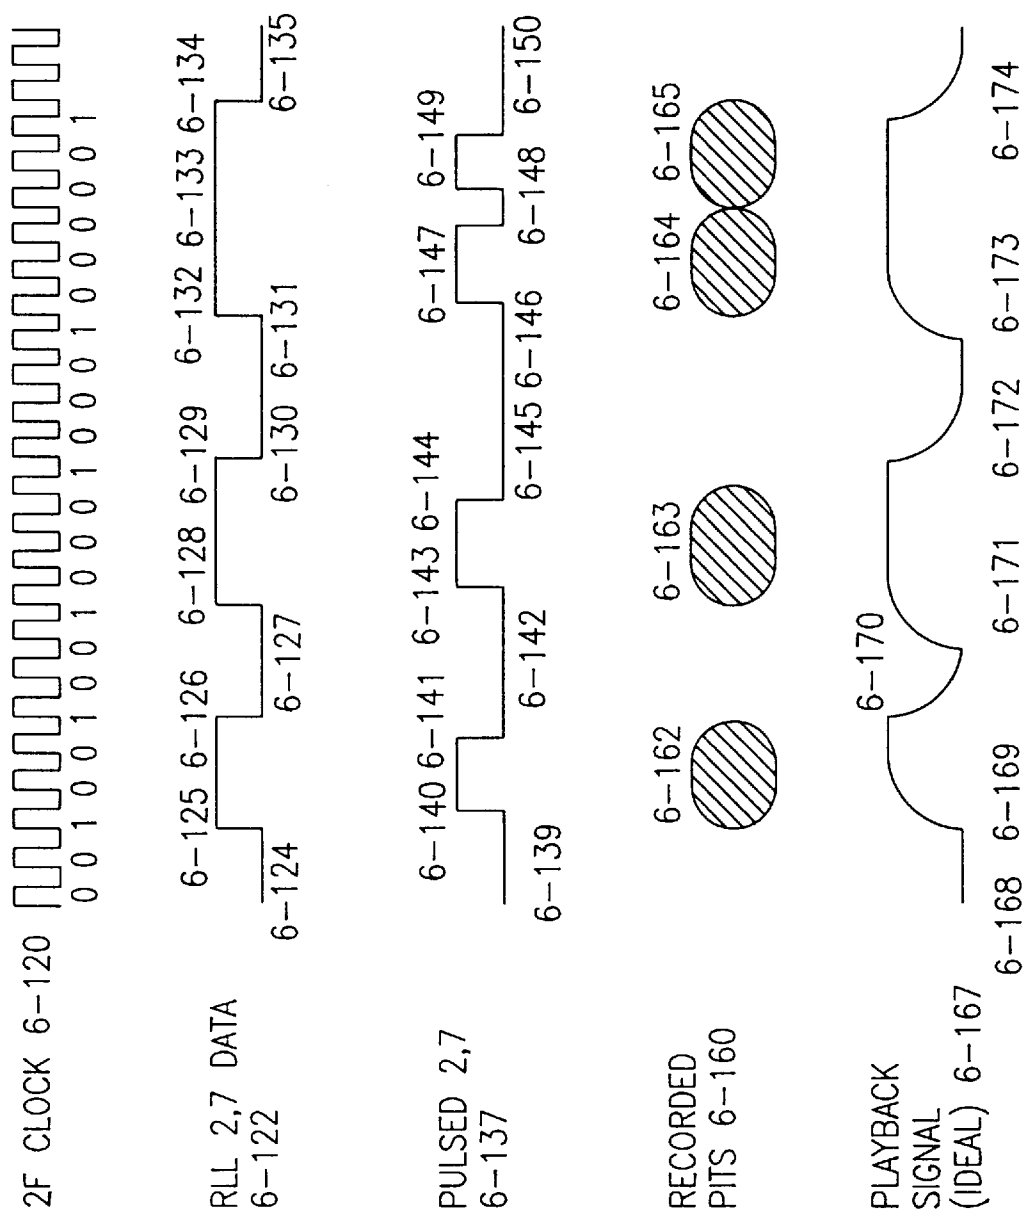 2F CLOCK 6-120
0 0 1 0 0 1 0 0 1 0 0 0 1 0 0 0 1 0 0 0 0 0 1
RLL 2,7 DATA
6-122
6-125 6-126 6-128 6-129 6-132 6-133 6-134
6-124 6-127 6-130 6-131 6-135
PULSED 2,7
6-137
6-140 6-141 6-143 6-144 6-147 6-149
6-139 6-142 6-145 6-146 6-148 6-150
RECORDED
PITS 6-160
6-162 6-163 6-164 6-165
PLAYBACK
SIGNAL
(IDEAL) 6-167
6-170
6-168 6-169 6-171 6-172 6-173 6-174